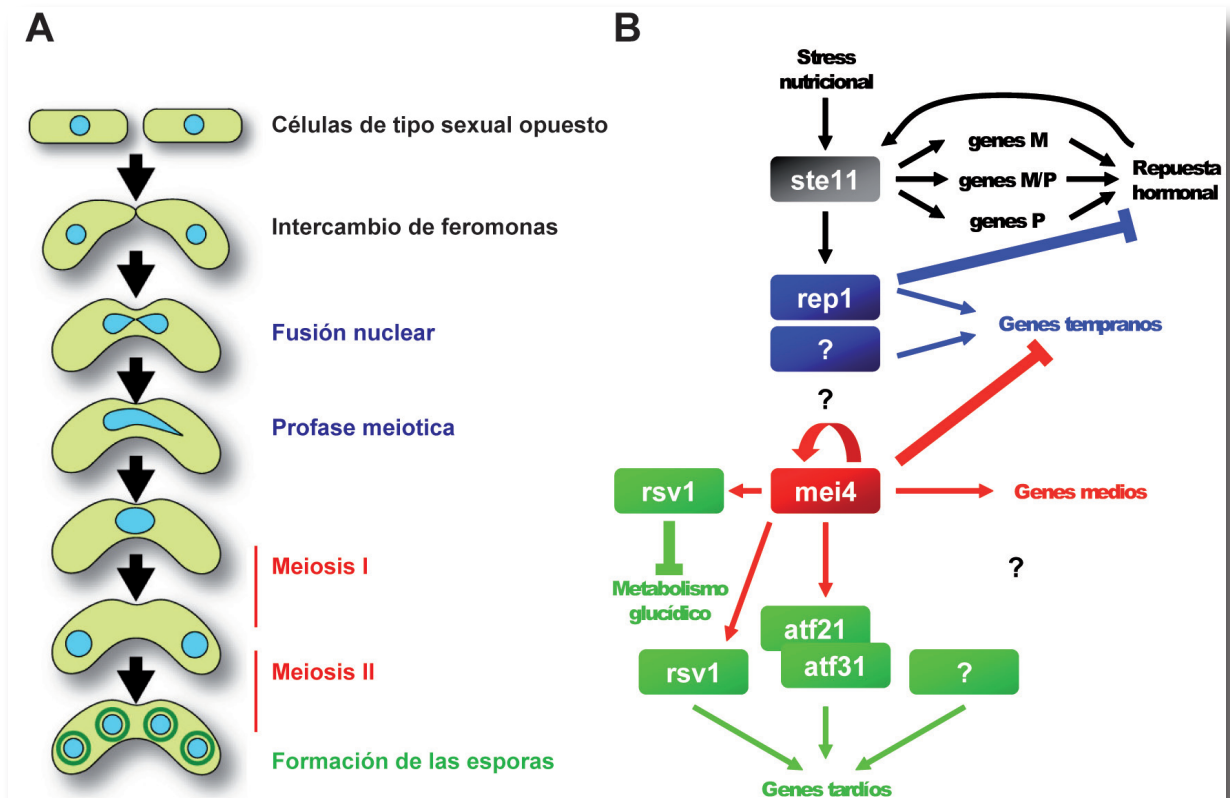 A
Células de tipo sexual opuesto
Intercambio de feromonas
Fusión nuclear
Profase meiotica
Meiosis I
Meiosis II
Formación de las esporas
B
Stress
nutricional
ste11
genes M
genes M/P
genes P
Repuesta
hormonal
rep1
?
Genes tempranos
?
rsv1
mei4
Genes medios
Metabolismo
glucídico
?
atf21
rsv1
atf31
?
Genes tardíos